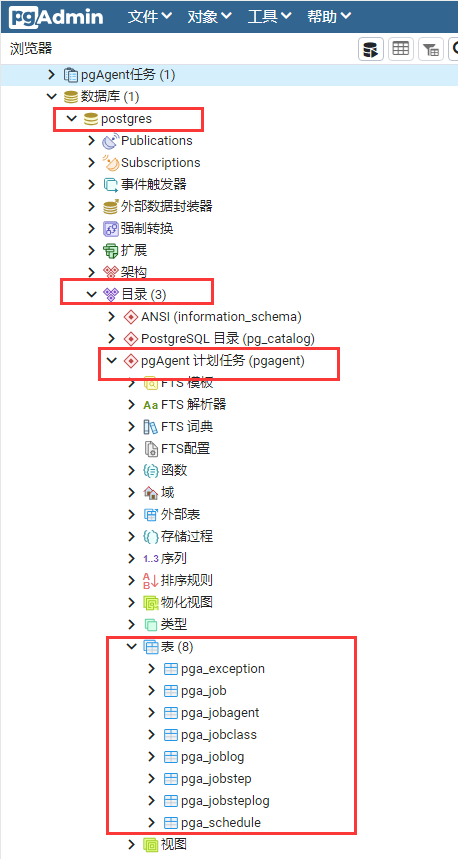 pgAdmin 文件 对象 工具 帮助
浏览器
pgAgent任务 (1)
数据库 (1)
postgres
Publications
Subscriptions
事件触发器
外部数据封装器
强制转换
扩展
架构
目录 (3)
ANSI (information_schema)
PostgreSQL 目录 (pg_catalog)
pgAgent 计划任务 (pgagent)
FTS 模板
Aa FTS 解析器
FTS 词典
FTS配置
函数
域
外部表
存储过程
1..3 序列
排序规则
物化视图
类型
表 (8)
pga_exception
pga_job
pga_jobagent
pga_jobclass
pga_joblog
pga_jobstep
pga_jobsteplog
pga_schedule
视图